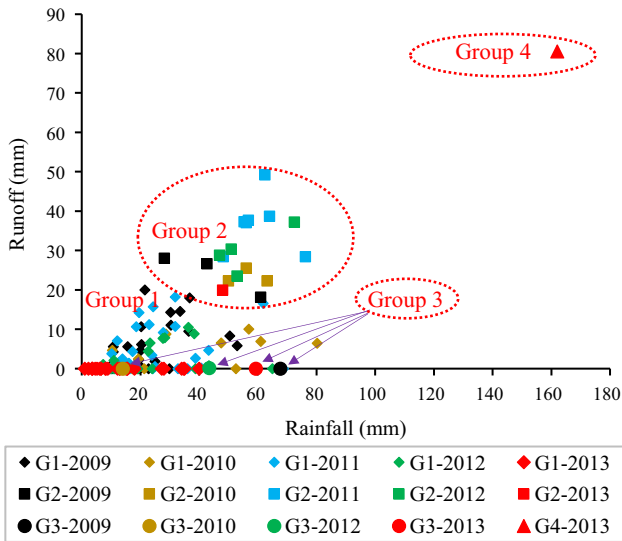 90
80
70
60
50
40
30
20
10
0
Runoff (mm)
Group 4
Group 2
Group 1
Group 3
0 20 40 60 80 100 120 140 160 180
Rainfall (mm)
G1-2009 G1-2010 G1-2011 G1-2012 G1-2013
G2-2009 G2-2010 G2-2011 G2-2012 G2-2013
G3-2009 G3-2010 G3-2012 G3-2013 G4-2013